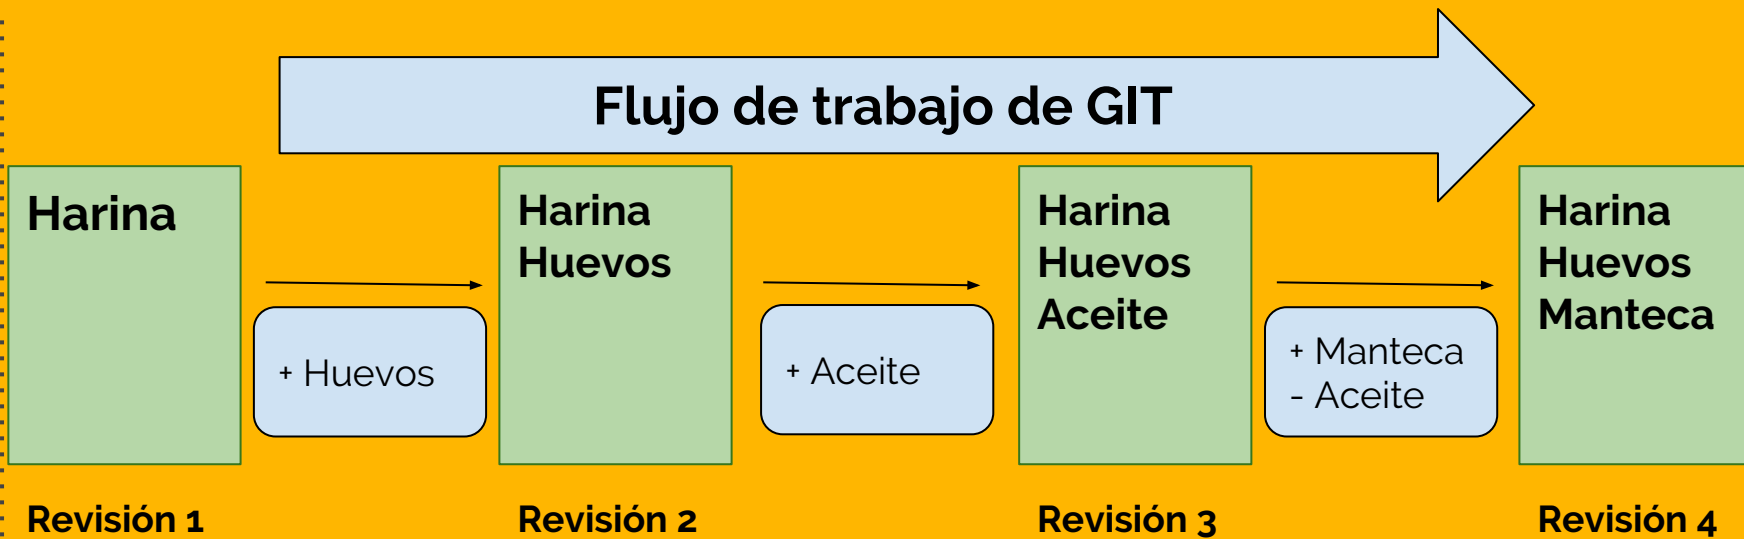 Flujo de trabajo de GIT
Harina
+ Huevos
Harina
Huevos
+ Aceite
Harina
Huevos
Aceite
+ Manteca
- Aceite
Harina
Huevos
Manteca
Revisión 1
Revisión 2
Revisión 3
Revisión 4